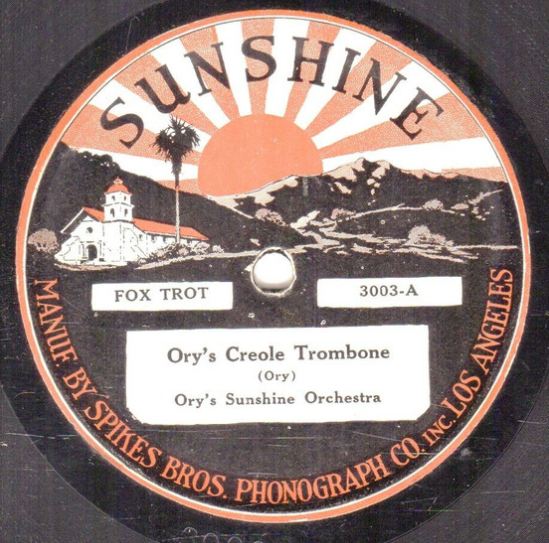 SUNSHINE
FOX TROT
3003-A
Ory's Creole Trombone
(Ory)
Ory's Sunshine Orchestra
MANUF. BY SPIKES BROS. PHONOGRAPH CO. INC. LOS ANGELES